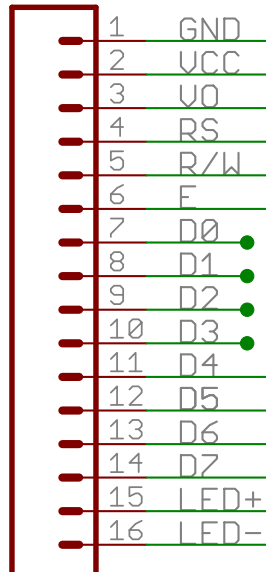 1 GND
2 VCC
3 VO
4 RS
5 R/W
6 E
7 D0
8 D1
9 D2
10 D3
11 D4
12 D5
13 D6
14 D7
15 LED+
16 LED-